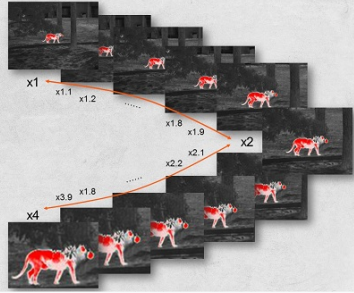 x1
x1.1
x1.2
......
x1.8
x1.9
x2
x2.1
x2.2
......
x1.8
x3.9
x4